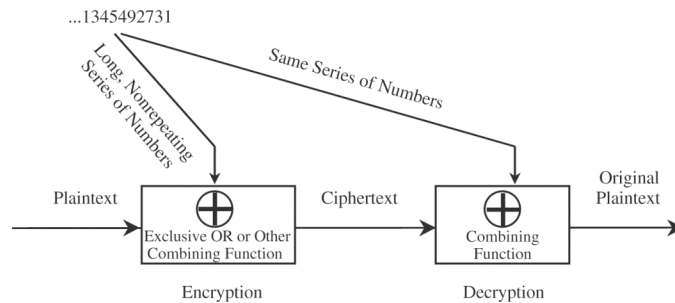 ...1345492731
Long, Nonrepeating
Series of Numbers
Same Series of Numbers
Plaintext
Exclusive OR or Other
Combining Function
Encryption
Ciphertext
Combining
Function
Decryption
Original
Plaintext